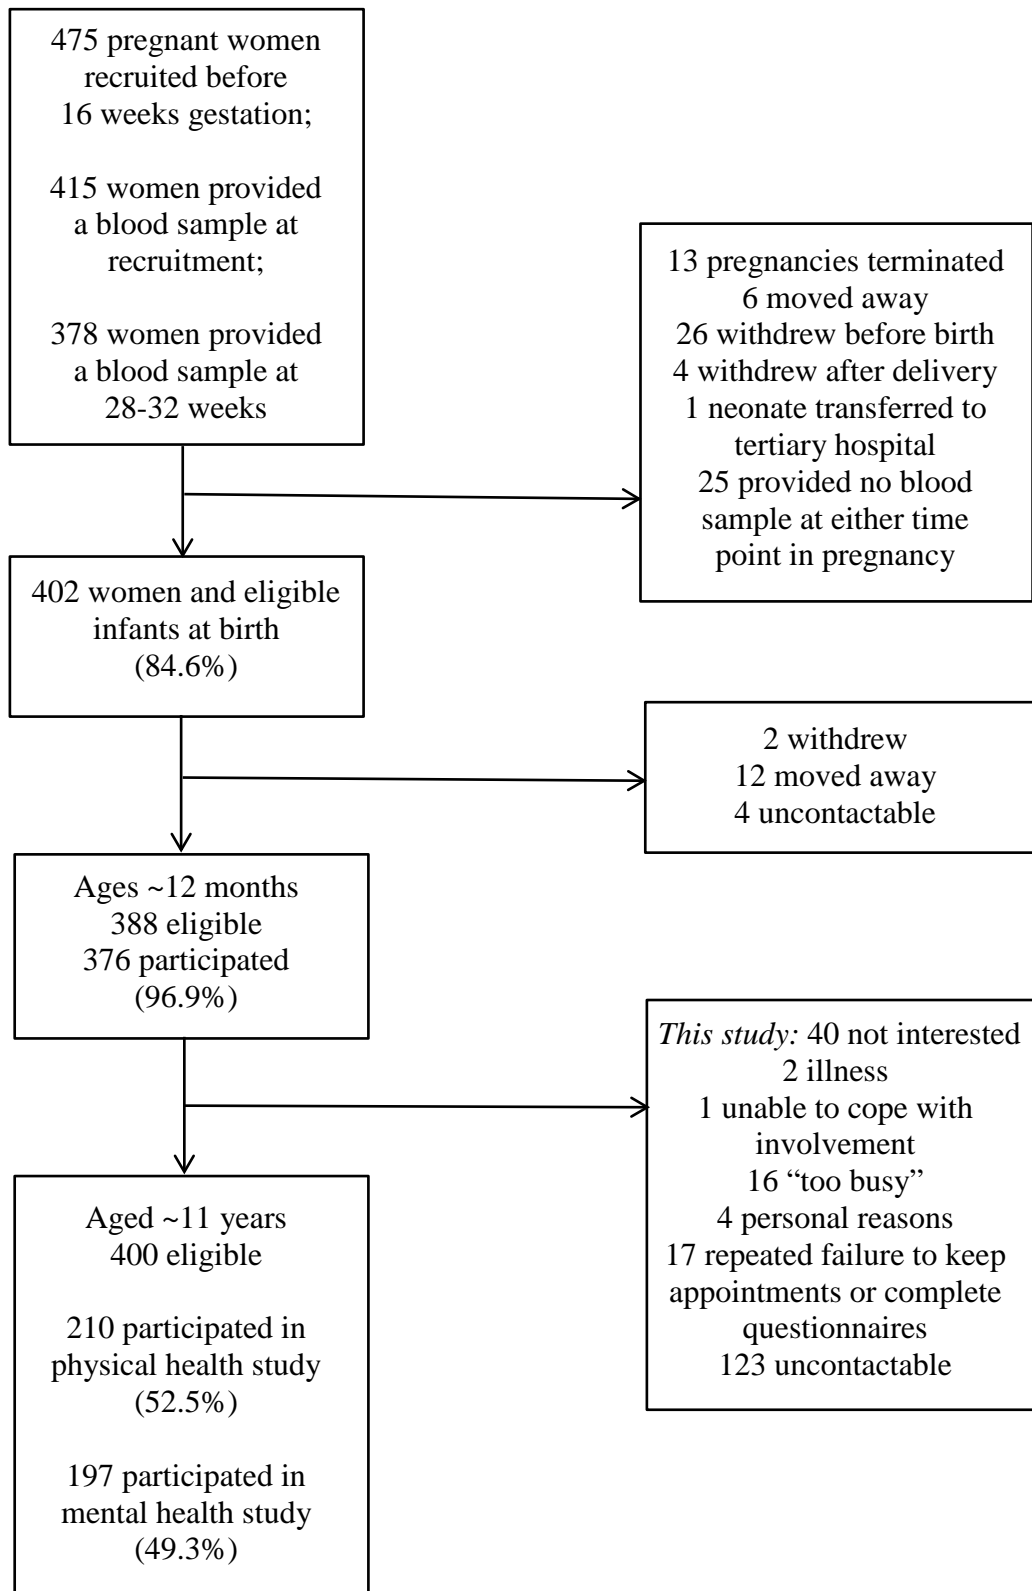 475 pregnant women
recruited before
16 weeks gestation;
415 women provided
a blood sample at
recruitment;
378 women provided
a blood sample at
28-32 weeks
13 pregnancies terminated
6 moved away
26 withdrew before birth
4 withdrew after delivery
1 neonate transferred to
tertiary hospital
25 provided no blood
sample at either time
point in pregnancy
402 women and eligible
infants at birth
(84.6%)
2 withdrew
12 moved away
4 uncontactable
Ages ~12 months
388 eligible
376 participated
(96.9%)
This study: 40 not interested
2 illness
1 unable to cope with
involvement
16 “too busy”
4 personal reasons
17 repeated failure to keep
appointments or complete
questionnaires
123 uncontactable
Aged ~11 years
400 eligible
210 participated in
physical health study
(52.5%)
197 participated in
mental health study
(49.3%)